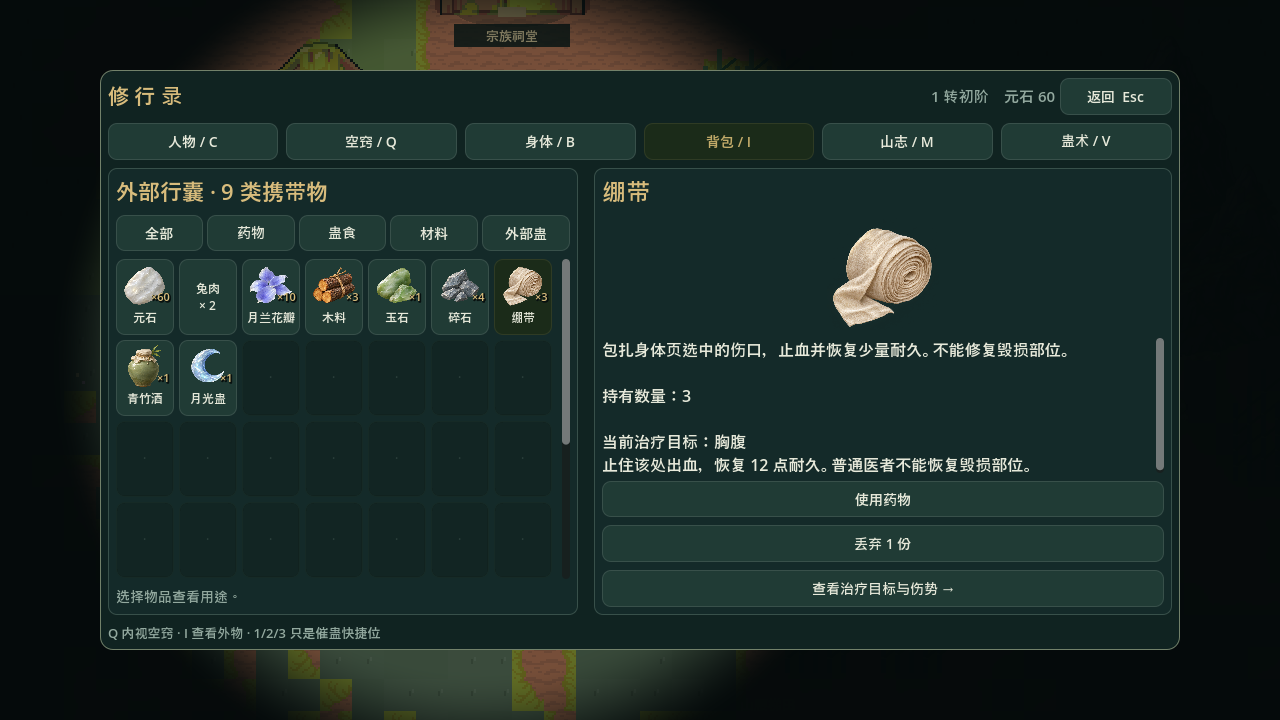 宗族祠堂
修行录
1 转初阶 元石 60 返回 Esc
人物 / C 空窍 / Q 身体 / B 背包 / I 山志 / M 蛊术 / V
外部行囊 · 9 类携带物
全部 药物 蛊食 材料 外部蛊
×60 ×10 ×3 ×1 ×4 ×3
元石 兔肉 × 2 月兰花瓣 木料 玉石 碎石 绷带
×1 ×1
青竹酒 月光蛊
选择物品查看用途。
绷带
包扎身体页选中的伤口，止血并恢复少量耐久。不能修复毁损部位。
持有数量：3
当前治疗目标：胸腹
止住该处出血，恢复 12 点耐久。普通医者不能恢复毁损部位。
使用药物
丢弃 1 份
查看治疗目标与伤势 →
Q 内视空窍 · I 查看外物 · 1/2/3 只是催蛊快捷位